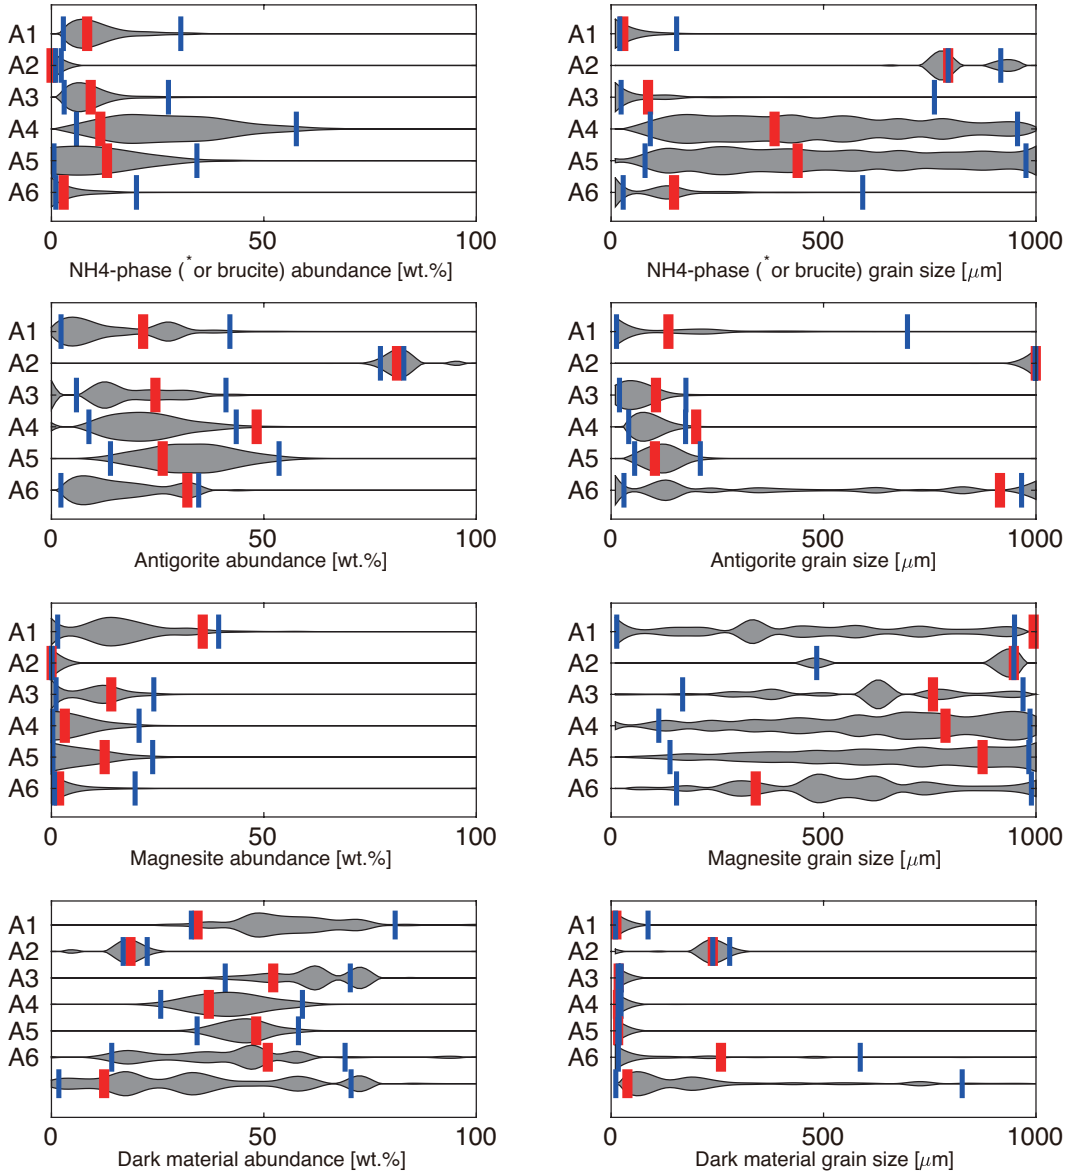 A1
A2
A3
A4
A5
A6
0 50 100
NH4-phase (*or brucite) abundance [wt.%]
A1
A2
A3
A4
A5
A6
0 500 1000
NH4-phase (*or brucite) grain size [μm]
A1
A2
A3
A4
A5
A6
0 50 100
Antigorite abundance [wt.%]
A1
A2
A3
A4
A5
A6
0 500 1000
Antigorite grain size [μm]
A1
A2
A3
A4
A5
A6
0 50 100
Magnesite abundance [wt.%]
A1
A2
A3
A4
A5
A6
0 500 1000
Magnesite grain size [μm]
A1
A2
A3
A4
A5
A6
0 50 100
Dark material abundance [wt.%]
A1
A2
A3
A4
A5
A6
0 500 1000
Dark material grain size [μm]